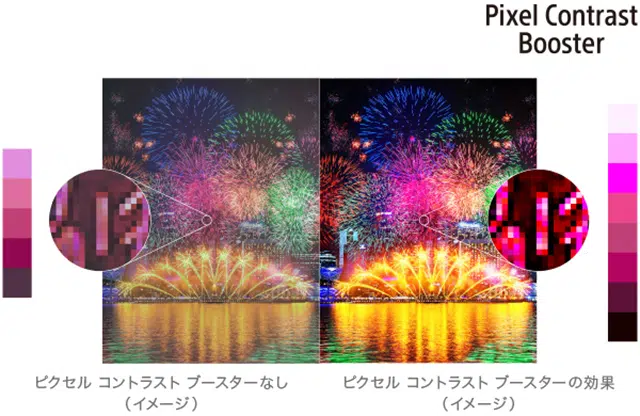 Pixel Contrast
Booster
ピクセル コントラスト ブースターなし
（イメージ）
ピクセル コントラスト ブースターの効果
（イメージ）